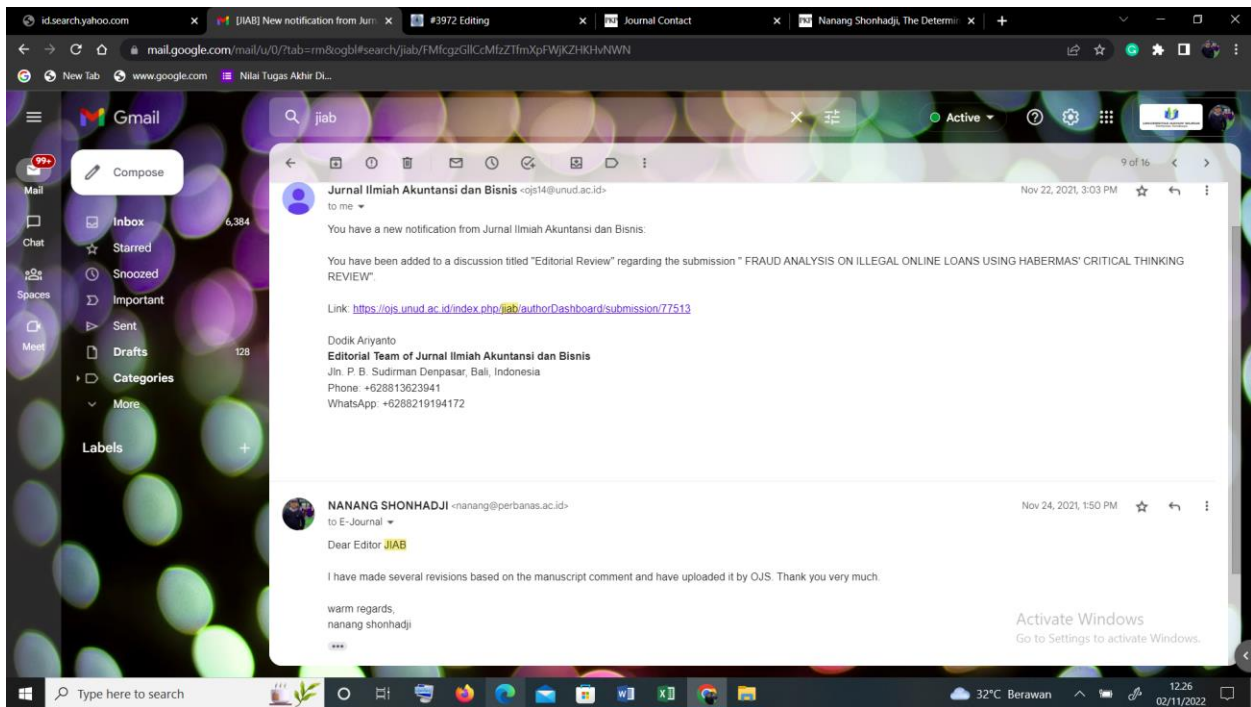 id.search.yahoo.com
[JIAB] New notification from Jurn
#3972 Editing
PKP Journal Contact
PKP Nanang Shonhadji, The Determin
mail.google.com/mail/u/0/?tab=rm&ogbl#search/jiab/FMfcgzGllCcMfzZTfmXpFWjKZHKHvNWN
New Tab
www.google.com
Nilai Tugas Akhir Di...
Gmail
jiab
Active
99+
Mail
Compose
9 of 16
Chat
Spaces
Meet
Inbox 6,384
Starred
Snoozed
Important
Sent
Drafts 128
Categories
More
Labels
Jurnal Ilmiah Akuntansi dan Bisnis <ojs14@unud.ac.id> Nov 22, 2021, 3:03 PM
to me
You have a new notification from Jurnal Ilmiah Akuntansi dan Bisnis:
You have been added to a discussion titled "Editorial Review" regarding the submission " FRAUD ANALYSIS ON ILLEGAL ONLINE LOANS USING HABERMAS' CRITICAL THINKING
REVIEW".
Link: https://ojs.unud.ac.id/index.php/jiab/authorDashboard/submission/77513
Dodik Ariyanto
Editorial Team of Jurnal Ilmiah Akuntansi dan Bisnis
Jln. P. B. Sudirman Denpasar, Bali, Indonesia
Phone: +628813623941
WhatsApp: +6288219194172
NANANG SHONHADJI <nanang@perbanas.ac.id> Nov 24, 2021, 1:50 PM
to E-Journal
Dear Editor JIAB
I have made several revisions based on the manuscript comment and have uploaded it by OJS. Thank you very much.
warm regards,
nanang shonhadji
Activate Windows
Go to Settings to activate Windows.
Type here to search
32°C Berawan
12.26
02/11/2022